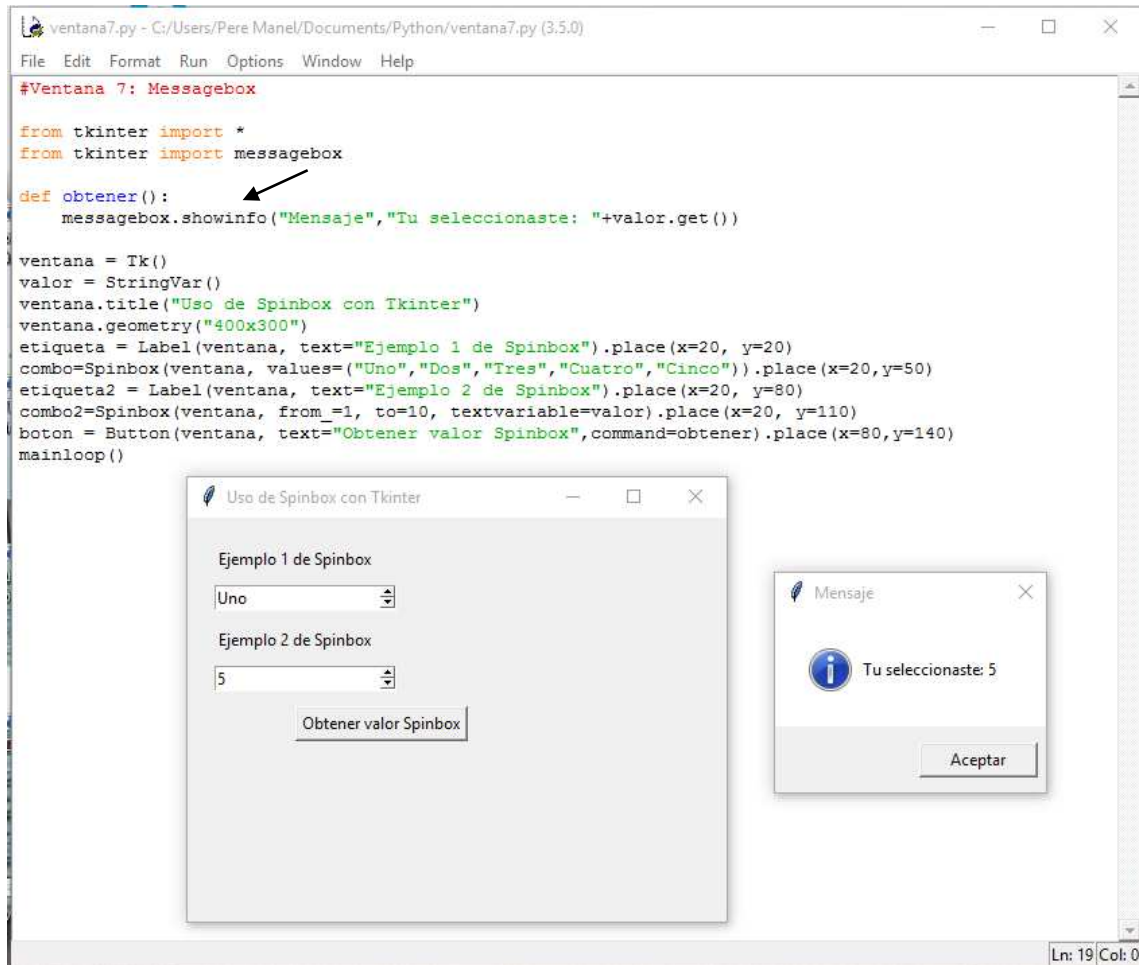 ventana7.py - C:/Users/Pere Manel/Documents/Python/ventana7.py (3.5.0)
File Edit Format Run Options Window Help
#Ventana 7: Messagebox
from tkinter import *
from tkinter import messagebox
def obtener():
    messagebox.showinfo("Mensaje","Tu seleccionaste: "+valor.get())
ventana = Tk()
valor = StringVar()
ventana.title("Uso de Spinbox con Tkinter")
ventana.geometry("400x300")
etiqueta = Label(ventana, text="Ejemplo 1 de Spinbox").place(x=20, y=20)
combo=Spinbox(ventana, values=("Uno","Dos","Tres","Cuatro","Cinco")).place(x=20,y=50)
etiqueta2 = Label(ventana, text="Ejemplo 2 de Spinbox").place(x=20, y=80)
combo2=Spinbox(ventana, from_=1, to=10, textvariable=valor).place(x=20, y=110)
boton = Button(ventana, text="Obtener valor Spinbox",command=obtener).place(x=80,y=140)
mainloop()
Uso de Spinbox con Tkinter
Ejemplo 1 de Spinbox
Uno
Ejemplo 2 de Spinbox
5
Obtener valor Spinbox
Mensaje
Tu seleccionaste: 5
Aceptar
Ln: 19 Col: 0